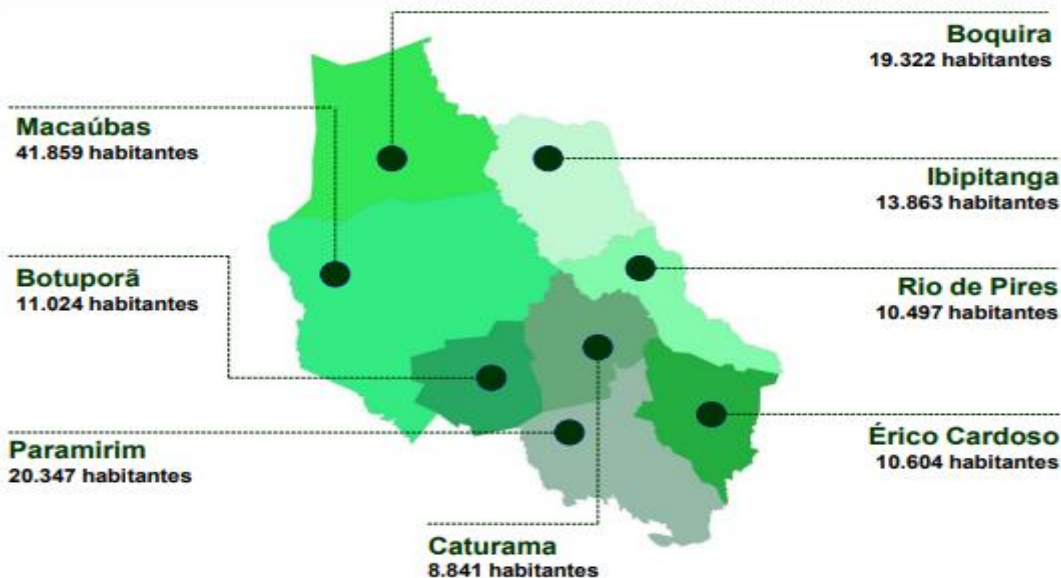 Boquira
19.322 habitantes
Macaúbas
41.859 habitantes
Ibipitanga
13.863 habitantes
Botuporã
11.024 habitantes
Rio de Pires
10.497 habitantes
Paramirim
20.347 habitantes
Érico Cardoso
10.604 habitantes
Caturama
8.841 habitantes